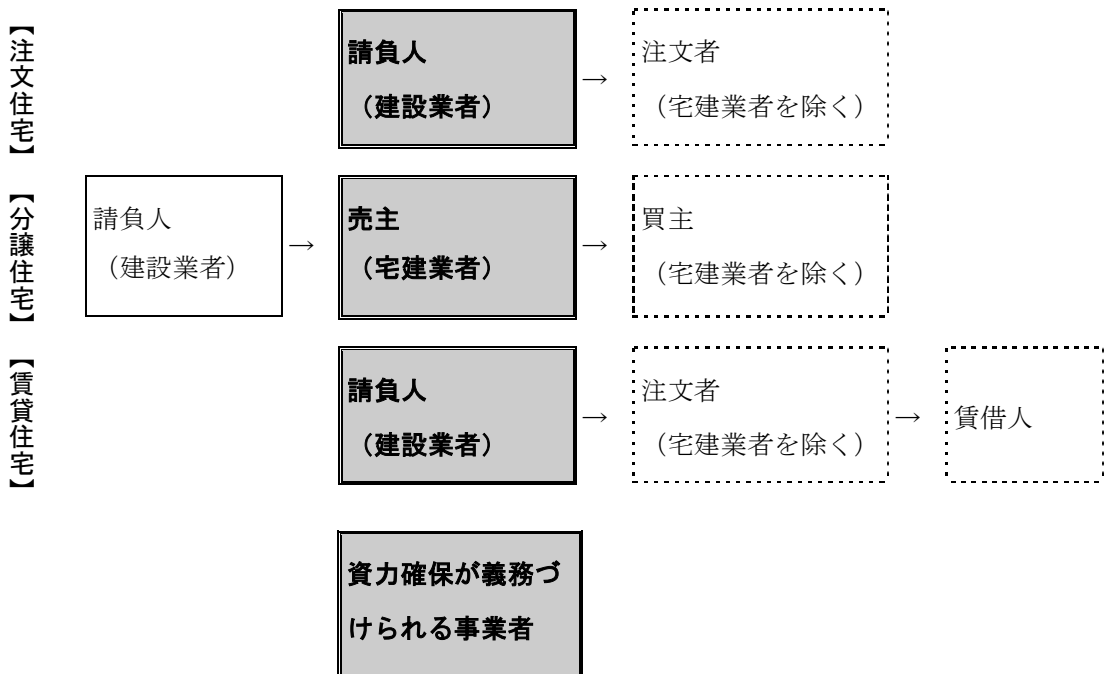 【注文住宅】
請負人
（建設業者）
→
注文者
（宅建業者を除く）
【分譲住宅】
請負人
（建設業者）
→
売主
（宅建業者）
→
買主
（宅建業者を除く）
【賃貸住宅】
請負人
（建設業者）
→
注文者
（宅建業者を除く）
→
賃借人
資力確保が義務づ
けられる事業者